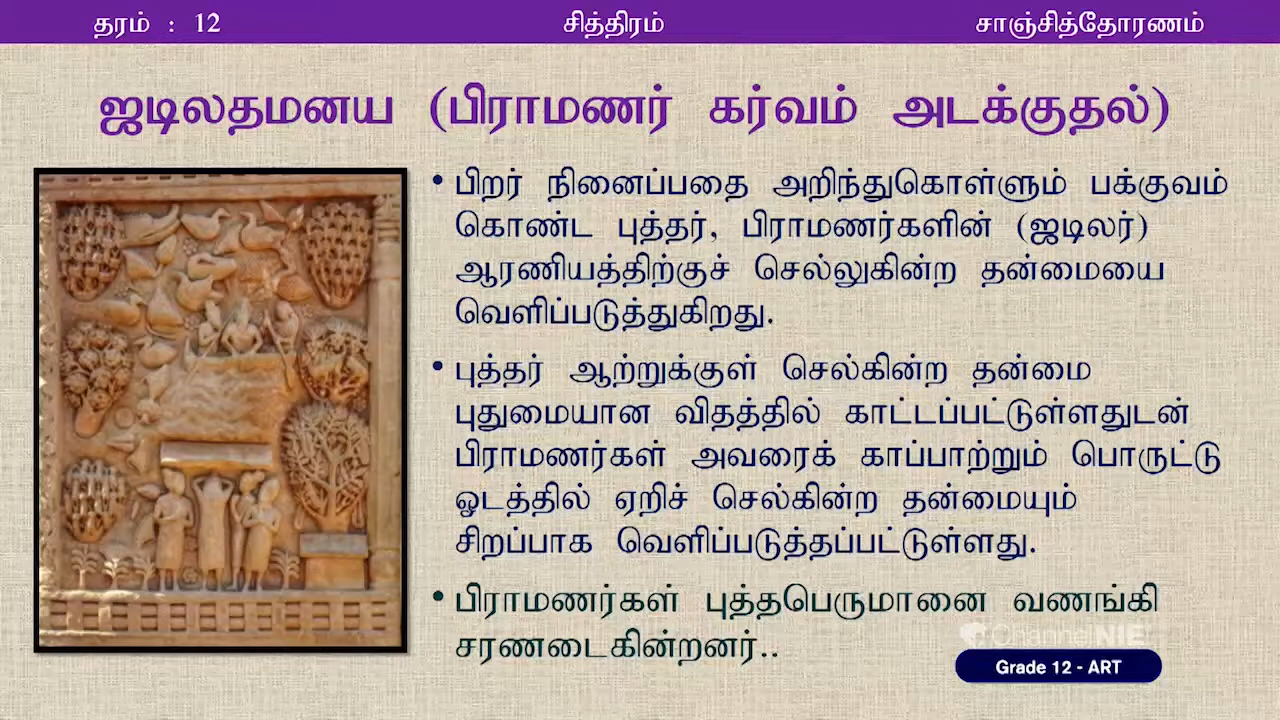 தரம் : 12 சித்திரம் சாஞ்சித்தோரணம்
ஜடிலதமனய (பிராமணர் கர்வம் அடக்குதல்)
• பிறர் நினைப்பதை அறிந்துகொள்ளும் பக்குவம்
கொண்ட புத்தர், பிராமணர்களின் (ஜடிலர்)
ஆரணியத்திற்குச் செல்லுகின்ற தன்மையை
வெளிப்படுத்துகிறது.
• புத்தர் ஆற்றுக்குள் செல்கின்ற தன்மை
புதுமையான விதத்தில் காட்டப்பட்டுள்ளதுடன்
பிராமணர்கள் அவரைக் காப்பாற்றும் பொருட்டு
ஓடத்தில் ஏறிச் செல்கின்ற தன்மையும்
சிறப்பாக வெளிப்படுத்தப்பட்டுள்ளது.
• பிராமணர்கள் புத்தபெருமானை வணங்கி
சரணடைகின்றனர்..
NIE
Grade 12 - ART